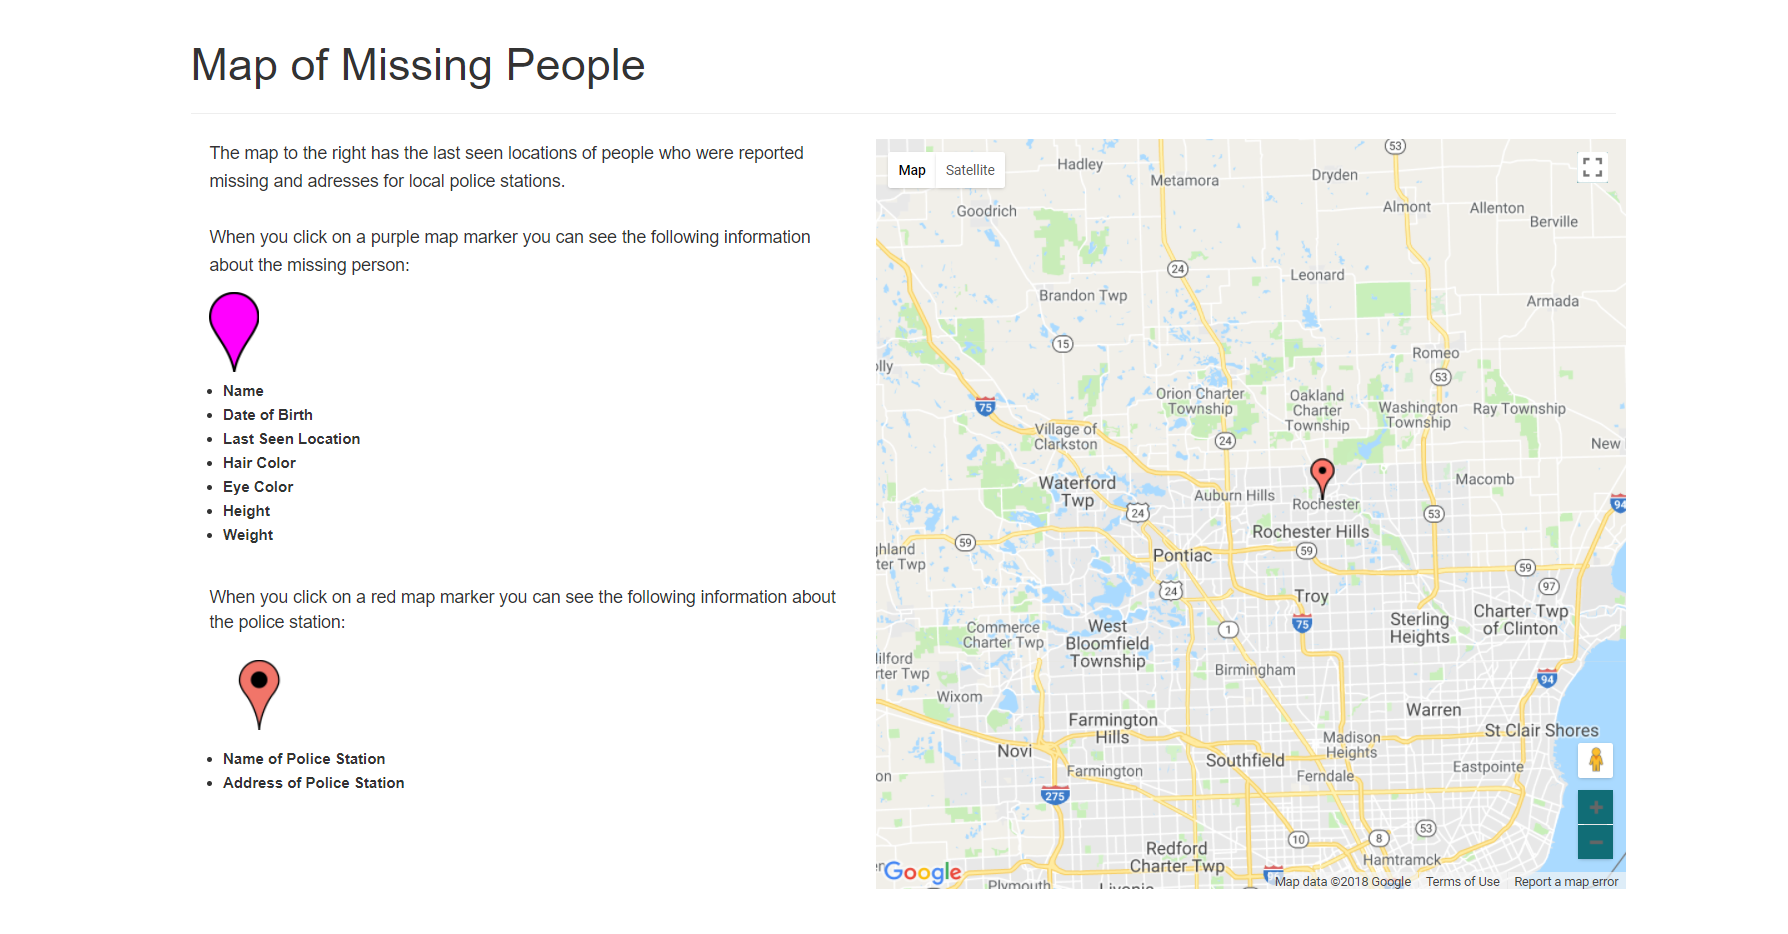 Map of Missing People
The map to the right has the last seen locations of people who were reported
missing and adresses for local police stations.
When you click on a purple map marker you can see the following information
about the missing person:
Name
Date of Birth
Last Seen Location
Hair Color
Eye Color
Height
Weight
When you click on a red map marker you can see the following information about
the police station:
Name of Police Station
Address of Police Station
Map Satellite
53
Hadley
Metamora
Dryden
Goodrich
Almont
Allenton
Berville
24
Leonard
Brandon Twp
Armada
15
Romeo
olly
53
Orion Charter
Township
Oakland
Charter
Township
75
Washington
Township
Ray Township
Village of
Clarkston
24
New
Waterford
Twp
Auburn Hills
Rochester
Macomb
94
24
53
Rochester Hills
59
59
ghland
ter Twp
Pontiac
59
97
24
Troy
75
Charter Twp
of Clinton
Sterling
Heights
Commerce
Charter Twp
West
Bloomfield
Township
1
Milford
rter Twp
Birmingham
94
Wixom
Farmington
Hills
Warren
St Clair Shores
Novi
Madison
Heights
Southfield
Farmington
Ferndale
Eastpointe
on
275
10
8
53
Redford
Charter Twp
Hamtramck
Google
Plymouth
Livonia
Map data ©2018 Google Terms of Use Report a map error